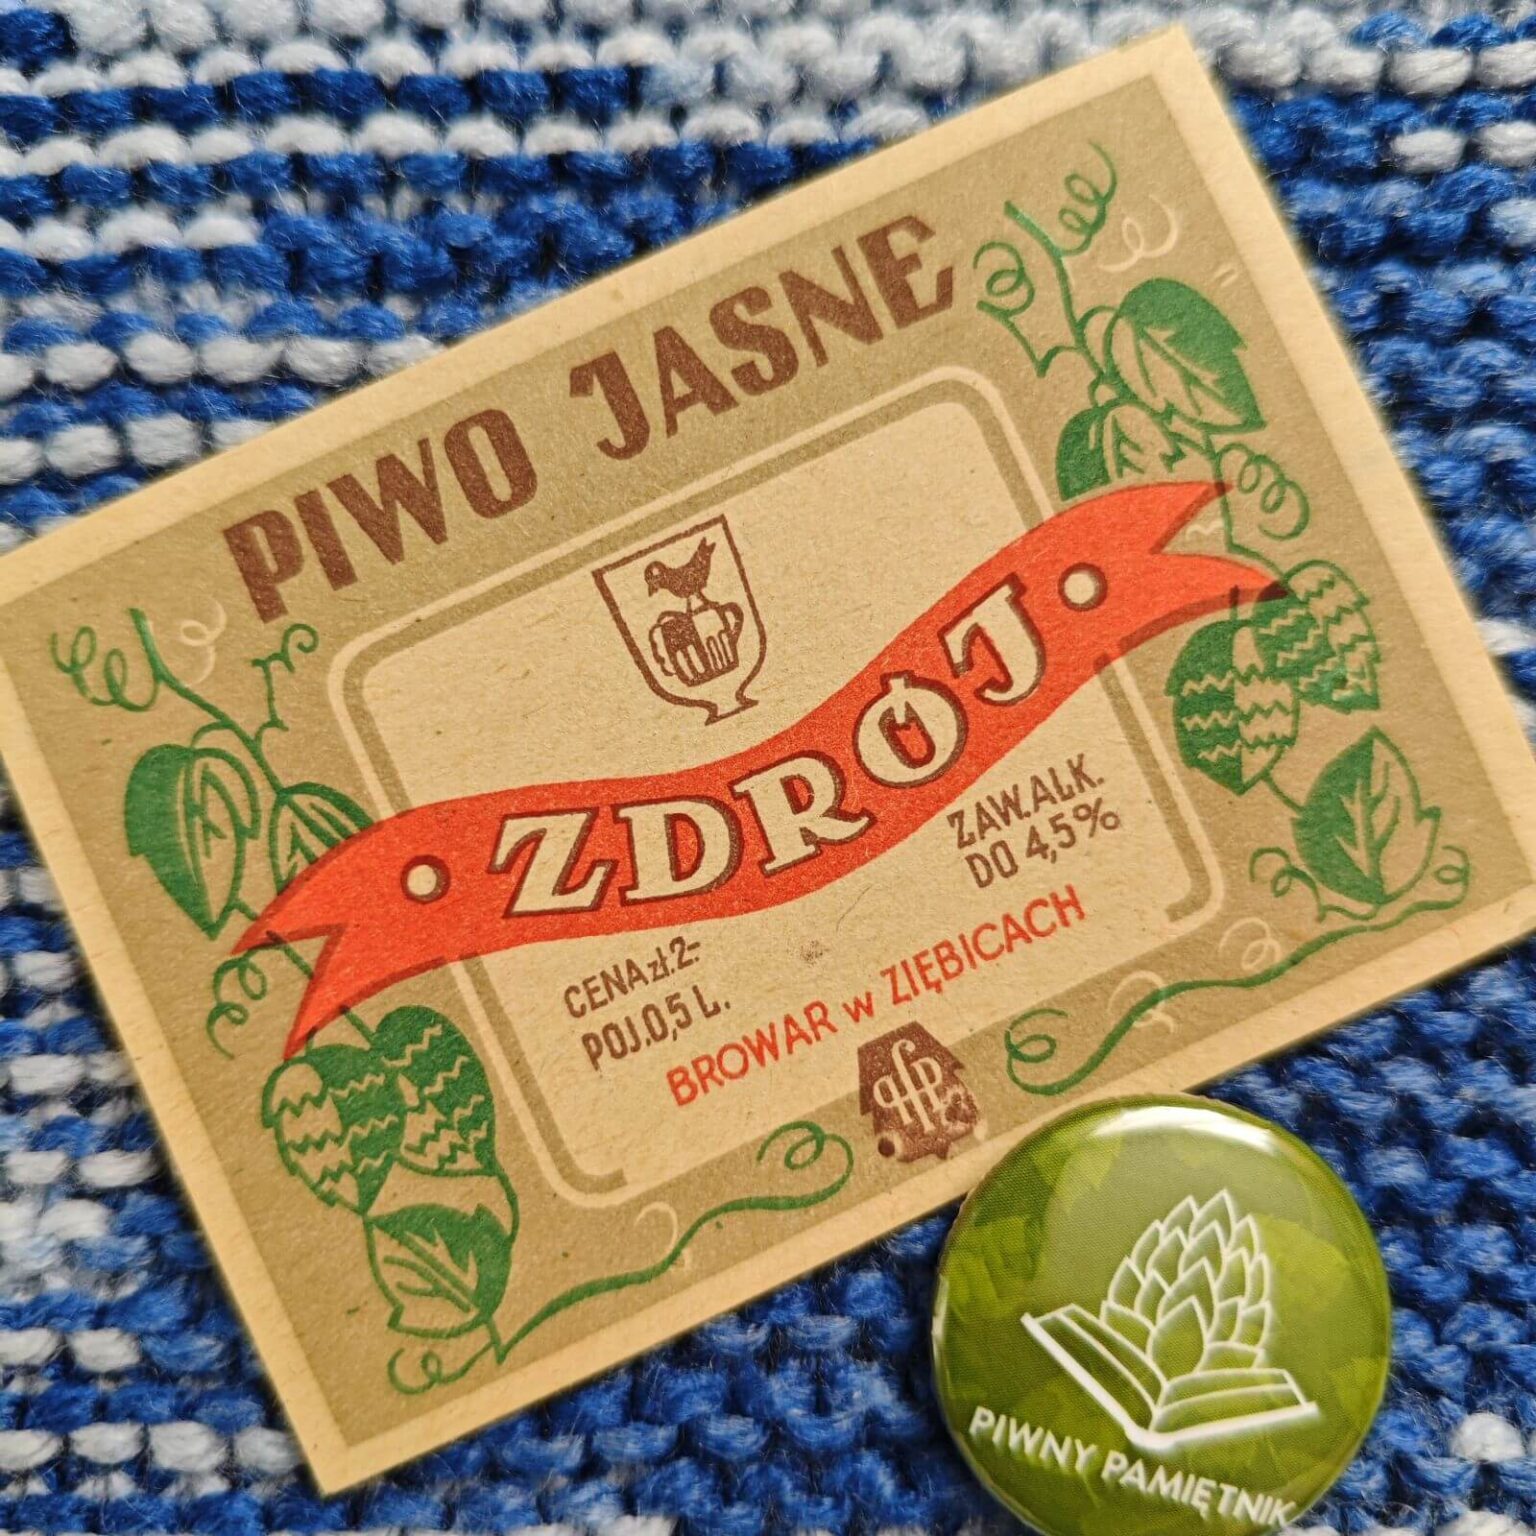 PIWO JASNE
ZDRÓJ
ZAW. ALK.
DO 4,5%
CENA zł. 2-
POJ. 0,5 L.
BROWAR w ZIĘBICACH
PIWNY PAMIĘTNIK